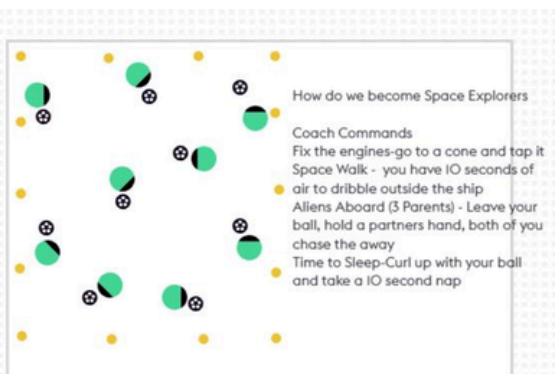 How do we become Space Explorers
Coach Commands
Fix the engines-go to a cone and tap it
Space Walk - you have 10 seconds of
air to dribble outside the ship
Aliens Aboard (3 Parents) - Leave your
ball, hold a partners hand, both of you
chase the away
Time to Sleep-Curl up with your ball
and take a 10 second nap